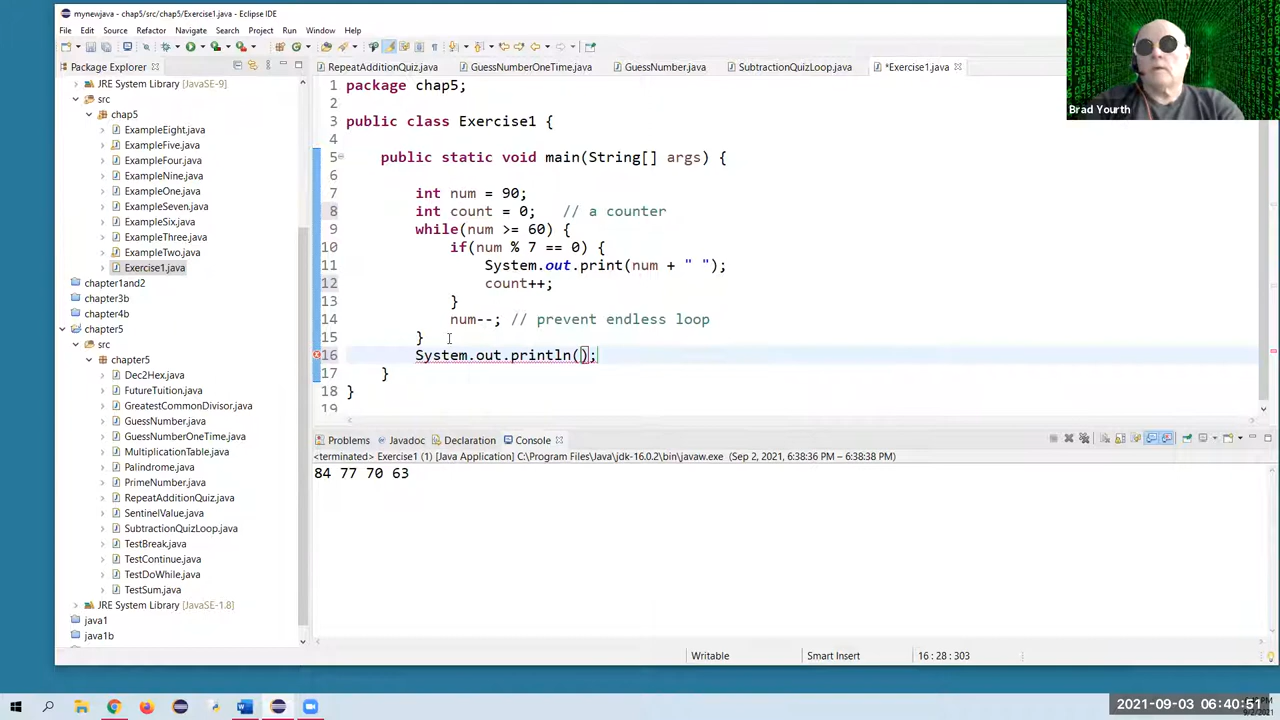 mynewjava - chap5/src/chap5/Exercise1.java - Eclipse IDE
File Edit Source Refactor Navigate Search Project Run Window Help
Brad Yourth
Package Explorer
RepeatAdditionQuiz.java GuessNumberOneTime.java GuessNumber.java SubtractionQuizLoop.java *Exercise1.java
JRE System Library [JavaSE-9]
src
chap5
ExampleEight.java
ExampleFive.java
ExampleFour.java
ExampleNine.java
ExampleOne.java
ExampleSeven.java
ExampleSix.java
ExampleThree.java
ExampleTwo.java
Exercise1.java
chapter1and2
chapter3b
chapter4b
chapter5
src
chapter5
Dec2Hex.java
FutureTuition.java
GreatestCommonDivisor.java
GuessNumber.java
GuessNumberOneTime.java
MultiplicationTable.java
Palindrome.java
PrimeNumber.java
RepeatAdditionQuiz.java
SentinelValue.java
SubtractionQuizLoop.java
TestBreak.java
TestContinue.java
TestDoWhile.java
TestSum.java
JRE System Library [JavaSE-1.8]
java1
java1b
1 package chap5;
2
3 public class Exercise1 {
4
5 public static void main(String[] args) {
6
7 int num = 90;
8 int count = 0; // a counter
9 while(num >= 60) {
10 if(num % 7 == 0) {
11 System.out.print(num + " ");
12 count++;
13 }
14 num--; // prevent endless loop
15 }
16 System.out.println();
17 }
18 }
19
Problems Javadoc Declaration Console
<terminated> Exercise1 (1) [Java Application] C:\Program Files\Java\jdk-16.0.2\bin\javaw.exe (Sep 2, 2021, 6:38:36 PM – 6:38:38 PM)
84 77 70 63
Writable Smart Insert 16 : 28 : 303
2021-09-03 06:40:51
9/2/2021